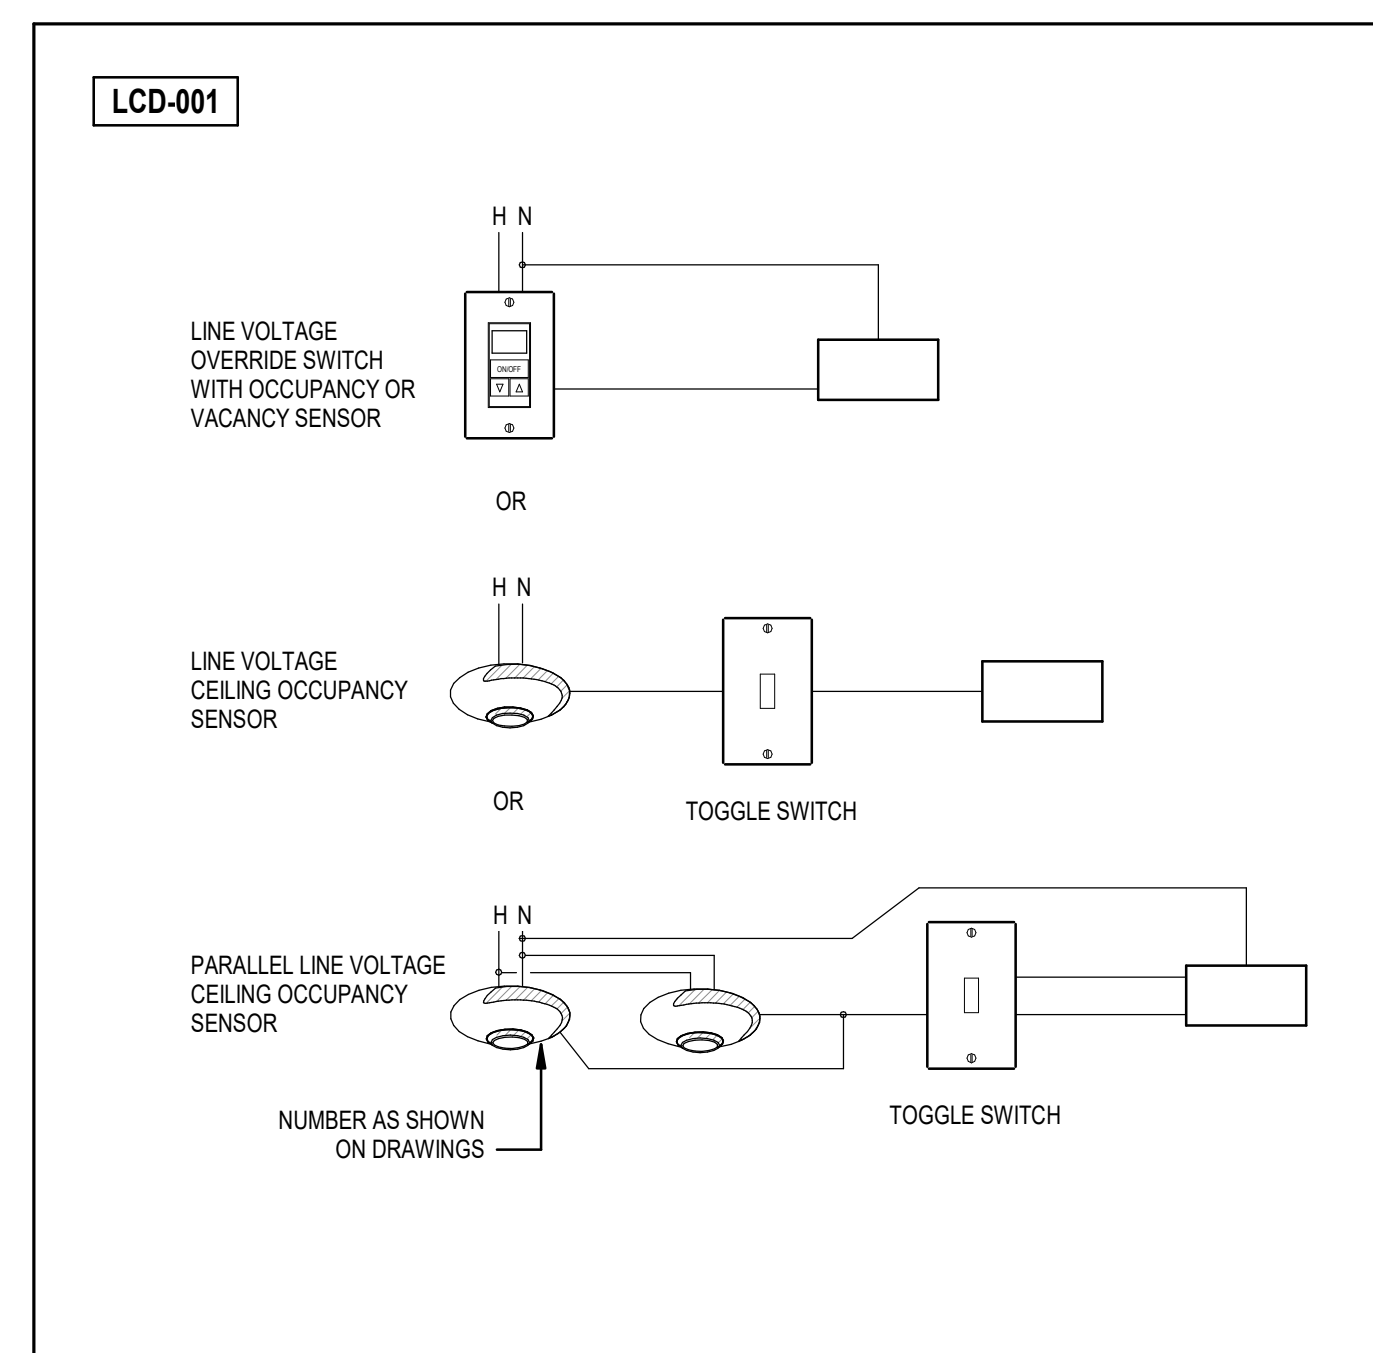 LCD-001
H N
LINE VOLTAGE
OVERRIDE SWITCH
WITH OCCUPANCY OR
VACANCY SENSOR
ON/OFF
OR
H N
LINE VOLTAGE
CEILING OCCUPANCY
SENSOR
OR
TOGGLE SWITCH
H N
PARALLEL LINE VOLTAGE
CEILING OCCUPANCY
SENSOR
NUMBER AS SHOWN
ON DRAWINGS
TOGGLE SWITCH